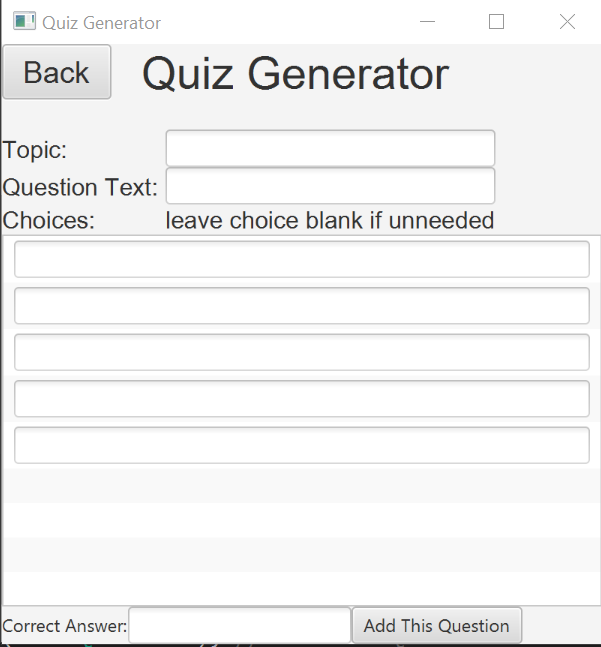 Quiz Generator
Back Quiz Generator
Topic:
Question Text:
Choices: leave choice blank if unneeded
Correct Answer: Add This Question